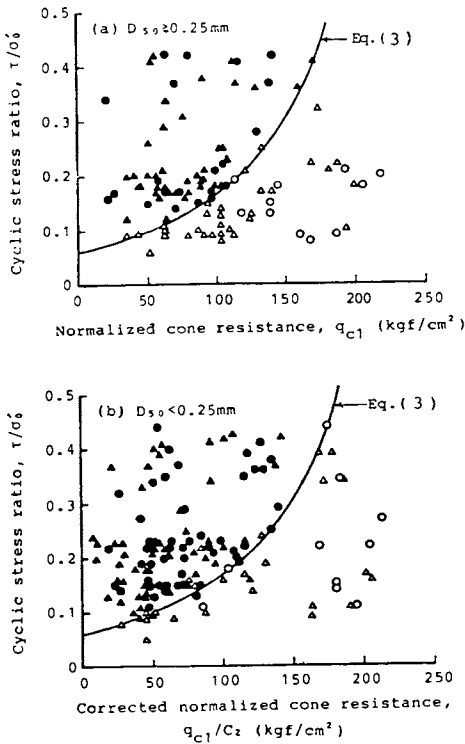 (a) D₅₀≥0.25mm
Eq.(3)
Cyclic stress ratio, τ/σ₀́
0.5
0.4
0.3
0.2
0.1
0
0 50 100 150 200 250
Normalized cone resistance, qc1 (kgf/cm²)
(b) D₅₀<0.25mm
Eq.(3)
Cyclic stress ratio, τ/σ₀́
0.5
0.4
0.3
0.2
0.1
0
0 50 100 150 200 250
Corrected normalized cone resistance,
qc1/C₂ (kgf/cm²)